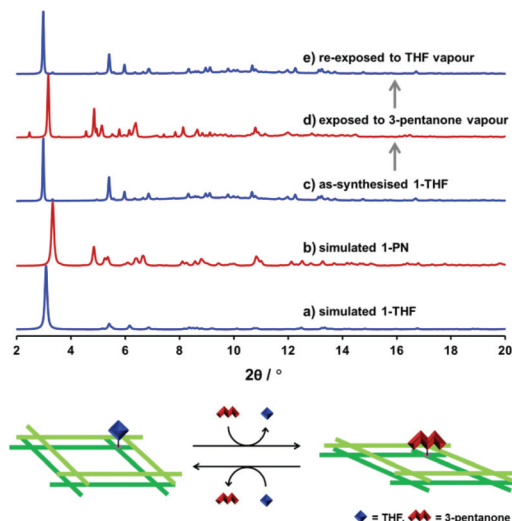 e) re-exposed to THF vapour
d) exposed to 3-pentanone vapour
c) as-synthesised 1-THF
b) simulated 1-PN
a) simulated 1-THF
2 4 6 8 10 12 14 16 18 20
2θ / °
= THF, = 3-pentanone